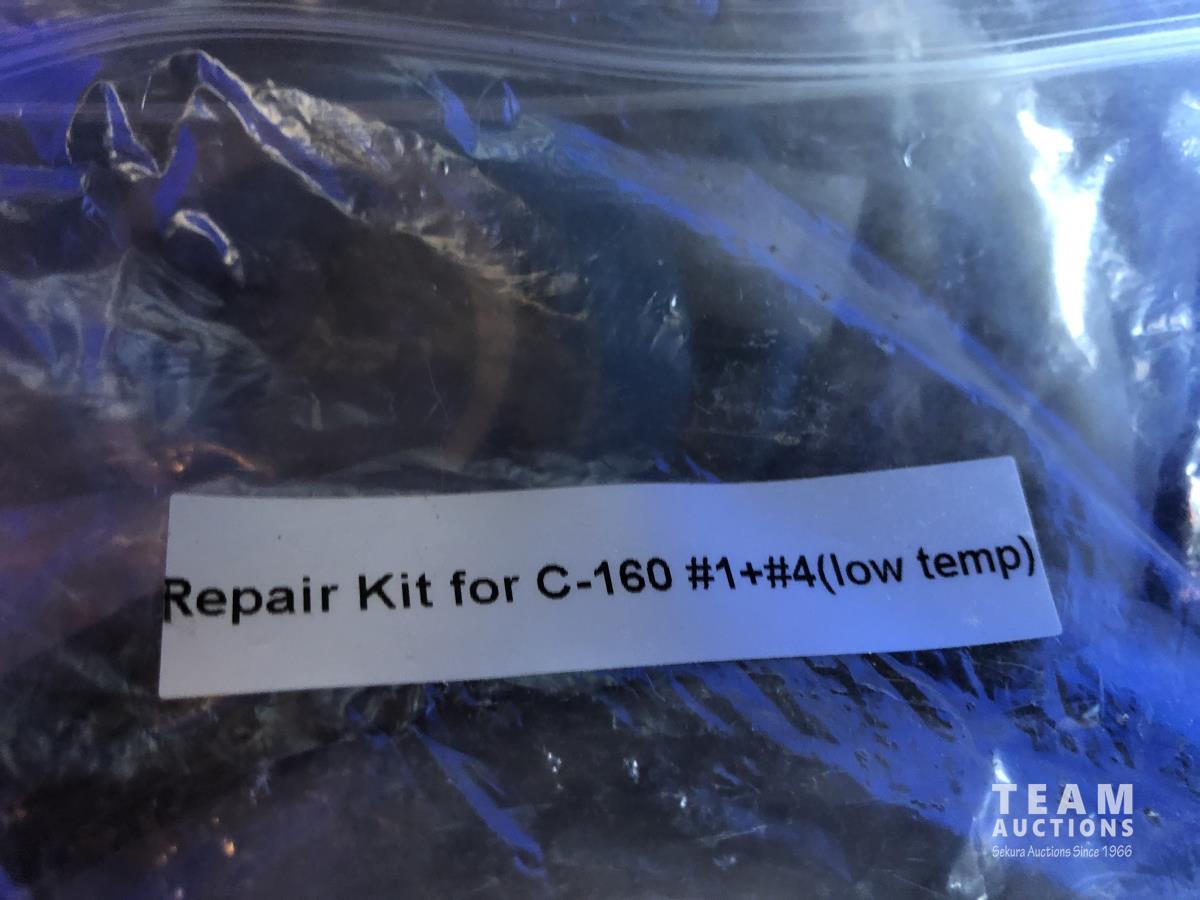 Repair Kit for C-160 #1+#4(low temp)
TEAM
AUCTIONS
Sekura Auctions Since 1966